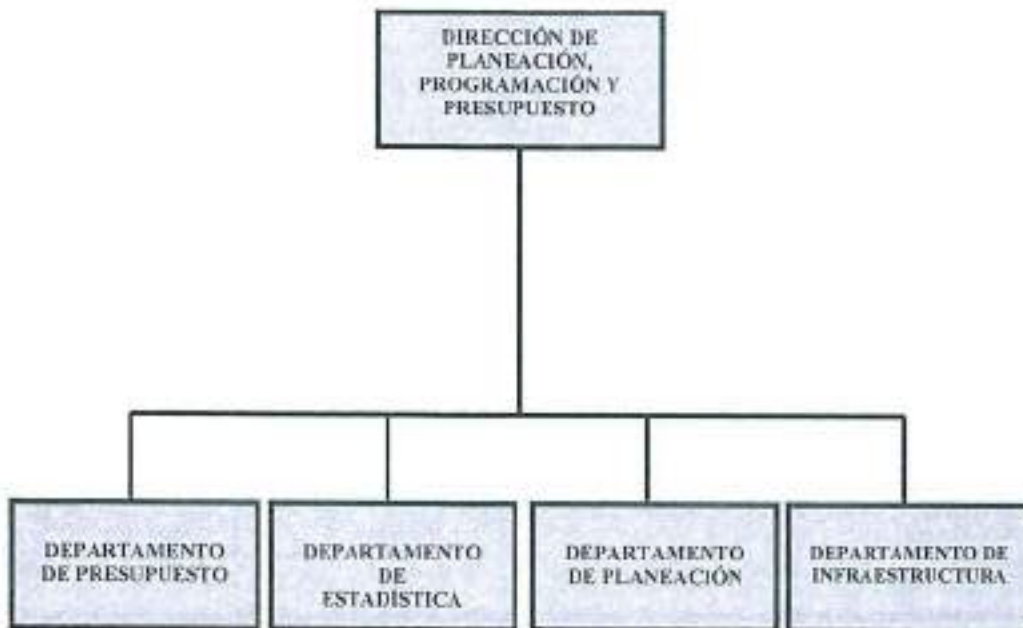 DIRECCIÓN DE
PLANEACIÓN,
PROGRAMACIÓN Y
PRESUPUESTO
DEPARTAMENTO
DE PRESUPUESTO
DEPARTAMENTO
DE
ESTADÍSTICA
DEPARTAMENTO
DE PLANEACIÓN
DEPARTAMENTO DE
INFRAESTRUCTURA